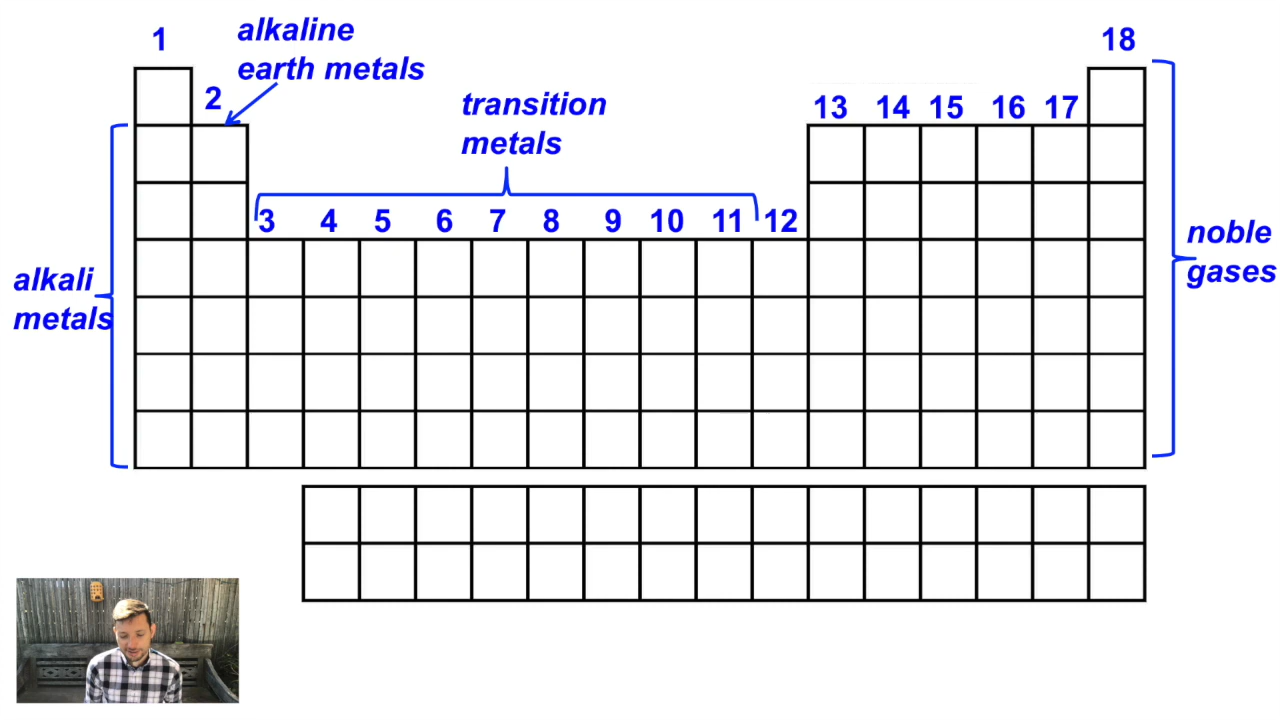 1
alkaline
earth metals
18
2
transition
metals
13 14 15 16 17
3 4 5 6 7 8 9 10 11 12
noble
gases
alkali
metals